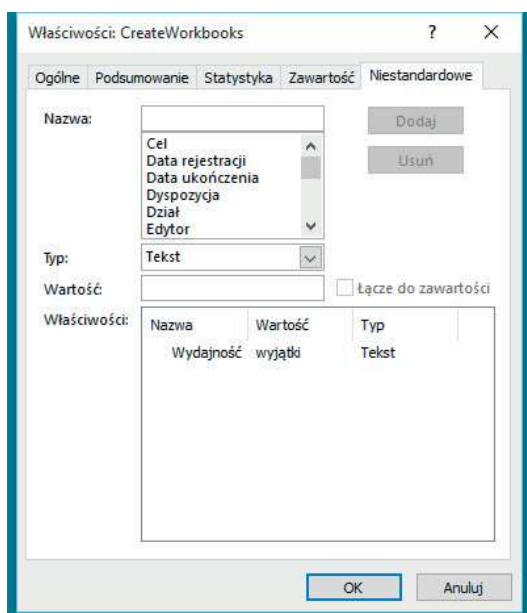 Właściwości: CreateWorkbooks ?
Ogólne Podsumowanie Statystyka Zawartość Niestandardowe
Nazwa: Dodaj
Cel
Data rejestracji Usuń
Data ukończenia
Dyspozycja
Dział
Edytor
Typ: Tekst
Wartość: Łącze do zawartości
Właściwości: Nazwa Wartość Typ
Wydajność wyjątki Tekst
OK Anuluj